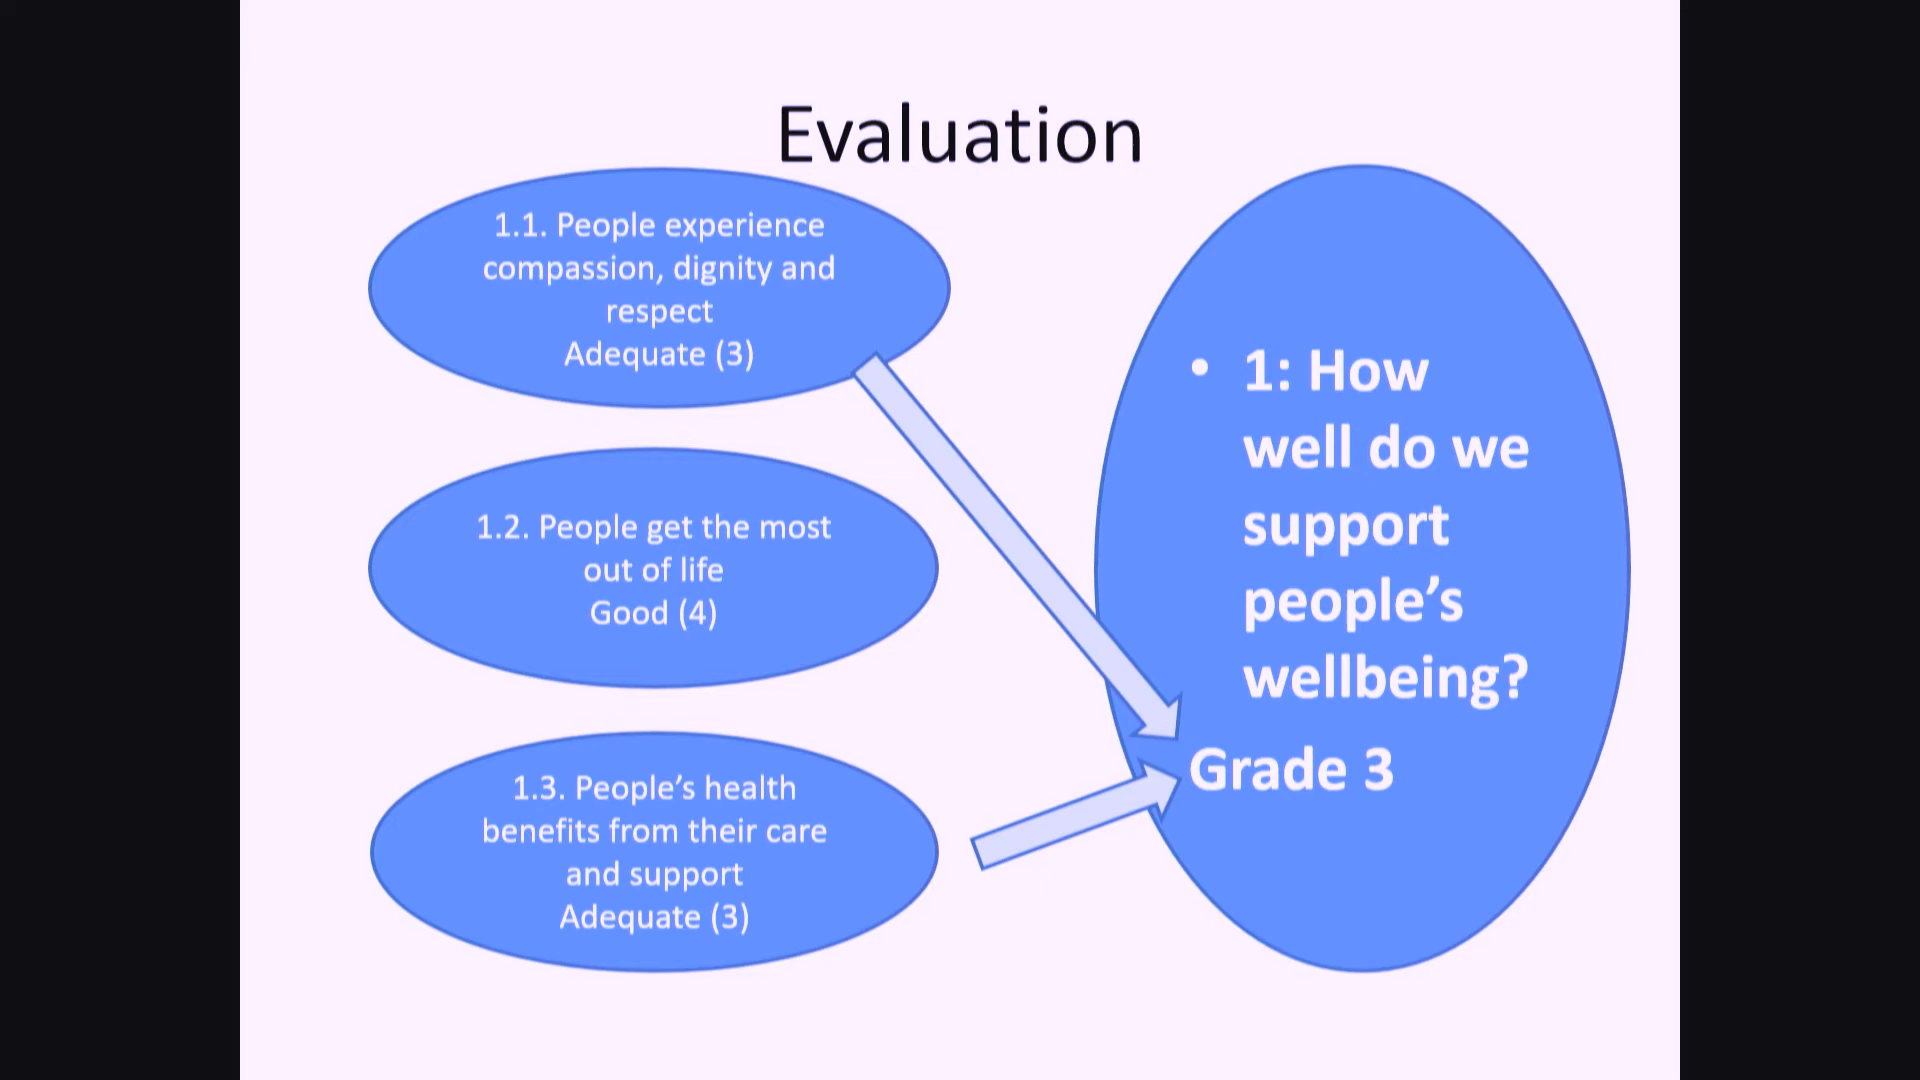 Evaluation
1.1. People experience
compassion, dignity and
respect
Adequate (3)
1.2. People get the most
out of life
Good (4)
1.3. People’s health
benefits from their care
and support
Adequate (3)
• 1: How
well do we
support
people’s
wellbeing?
Grade 3